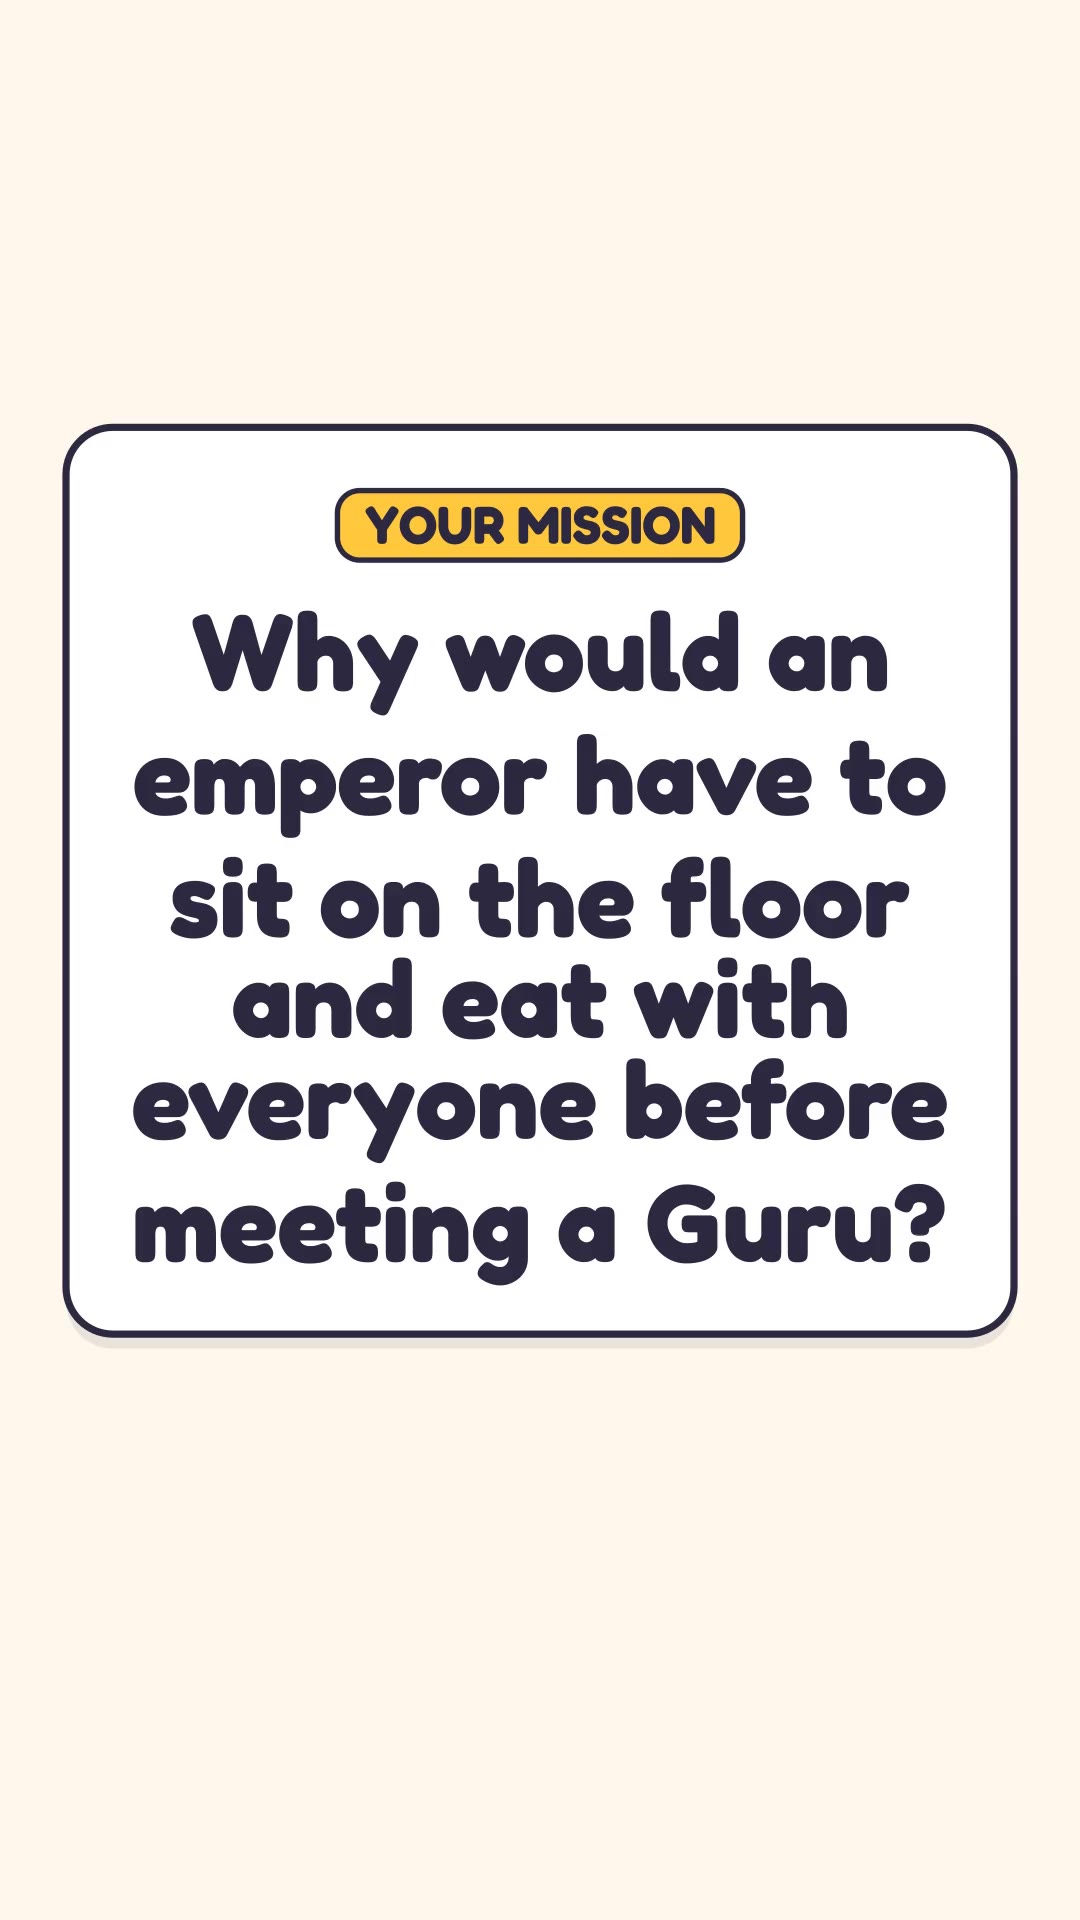 YOUR MISSION
Why would an
emperor have to
sit on the floor
and eat with
everyone before
meeting a Guru?